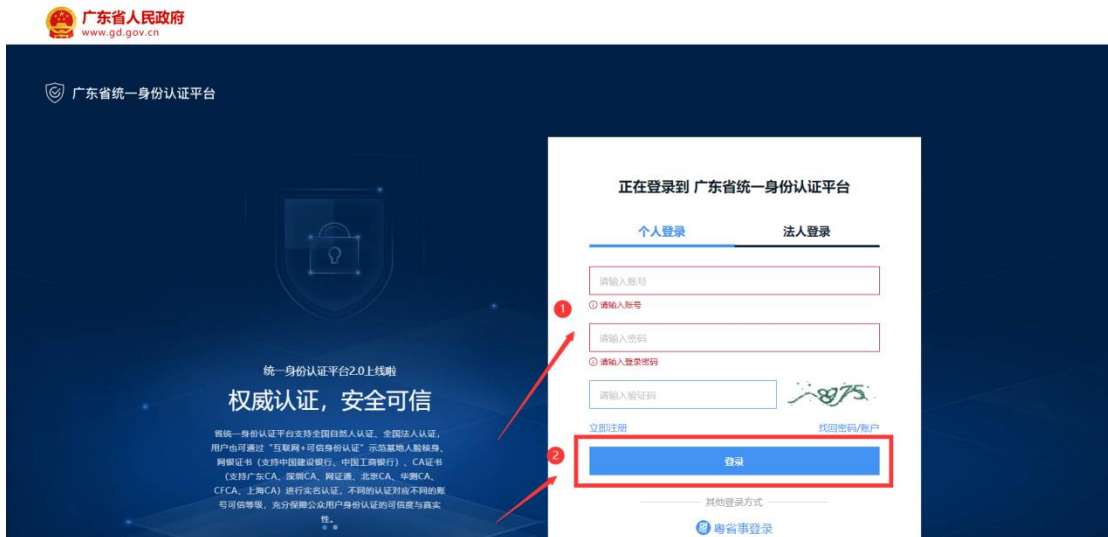 广东省人民政府
www.gd.gov.cn
广东省统一身份认证平台
统一身份认证平台2.0上线啦
权威认证，安全可信
省统一身份认证平台支持全国自然人认证、全国法人认证，
用户也可通过“互联网+可信身份认证”示范基地人脸核身、
网银证书（支持中国建设银行、中国工商银行）、CA证书
（支持广东CA、深圳CA、网证通、北京CA、华测CA、
CFCA、上海CA）进行实名认证，不同的认证对应不同的账
号可信等级，充分保障公众用户身份认证的可信度与真实
性。
正在登录到 广东省统一身份认证平台
个人登录 法人登录
请输入账号
请输入账号
1
请输入密码
请输入登录密码
请输入验证码 8975
立即注册 找回密码/账户
2
登录
其他登录方式
粤省事登录